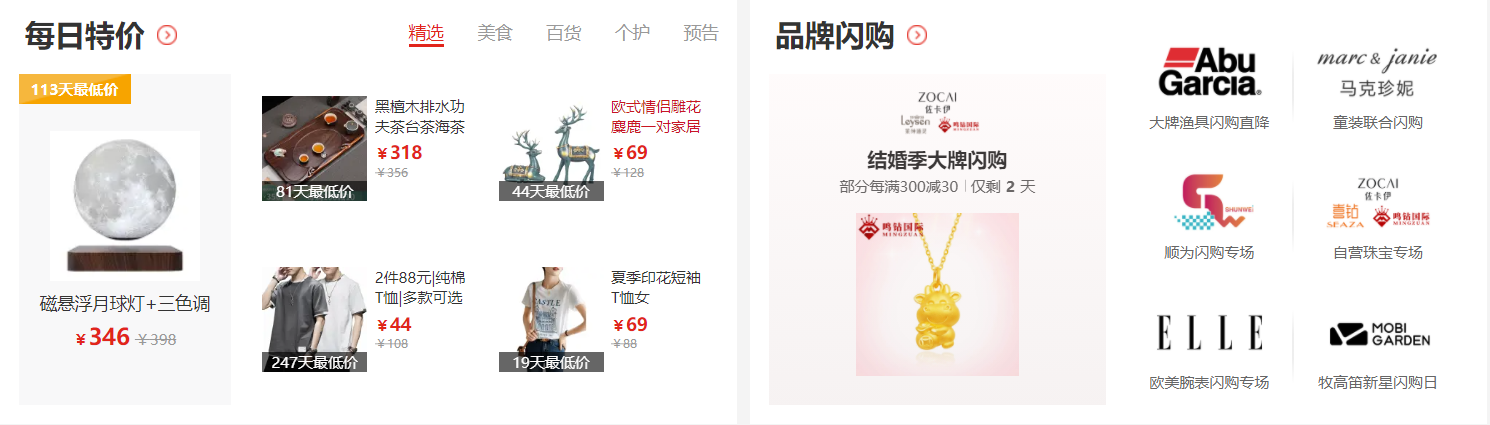 每日特价
精选 美食 百货 个护 预告
113天最低价
磁悬浮月球灯+三色调
￥346 ￥398
黑檀木排水功
夫茶台茶海茶
￥318
￥356
81天最低价
欧式情侣雕花
麋鹿一对家居
￥69
￥128
44天最低价
2件88元|纯棉
T恤|多款可选
￥44
￥108
247天最低价
夏季印花短袖
T恤女
￥69
￥88
CASTLE
19天最低价
品牌闪购
ZOCAI
佐卡伊
Leysen
鸣钻国际
结婚季大牌闪购
部分每满300减30 | 仅剩 2 天
鸣钻国际
MINGZUAN
Abu
Garcia®
大牌渔具闪购直降
marc & janie
马克珍妮
童装联合闪购
SHUNWEI
顺为闪购专场
ZOCAI
佐卡伊
喜钻
SEAZA
鸣钻国际
MINGZUAN
自营珠宝专场
ELLE
欧美腕表闪购专场
MOBI
GARDEN
牧高笛新星闪购日